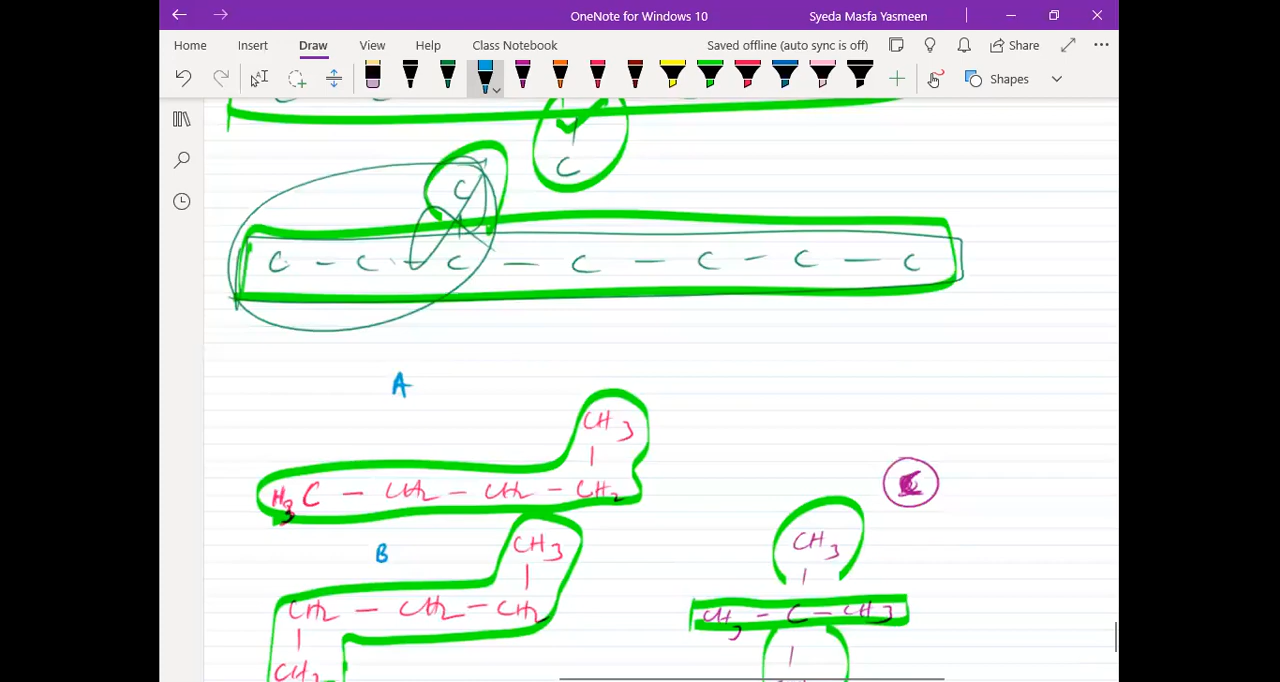 OneNote for Windows 10
Syeda Masfa Yasmeen
Home Insert Draw View Help Class Notebook
Saved offline (auto sync is off)
Share
Shapes
C
C
C – C – C – C – C – C – C
A
CH3
H3C – CH2 – CH2 – CH2
B
CH3
CH2 – CH2 – CH2
CH3
CH3 – C – CH3